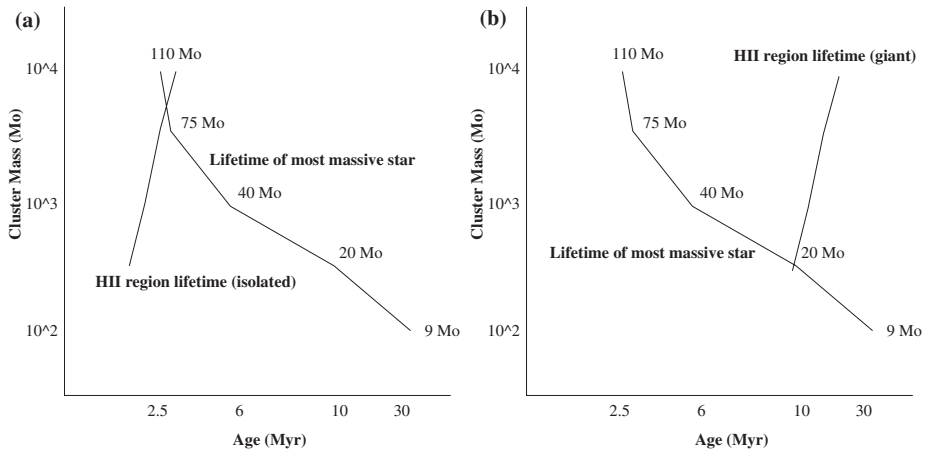 (a)
110 Mo
10^4
75 Mo
Lifetime of most massive star
10^3
40 Mo
20 Mo
HII region lifetime (isolated)
10^2
9 Mo
Cluster Mass (Mo)
2.5 6 10 30
Age (Myr)
(b)
110 Mo
HII region lifetime (giant)
10^4
75 Mo
10^3
40 Mo
Lifetime of most massive star
20 Mo
10^2
9 Mo
Cluster Mass (Mo)
2.5 6 10 30
Age (Myr)